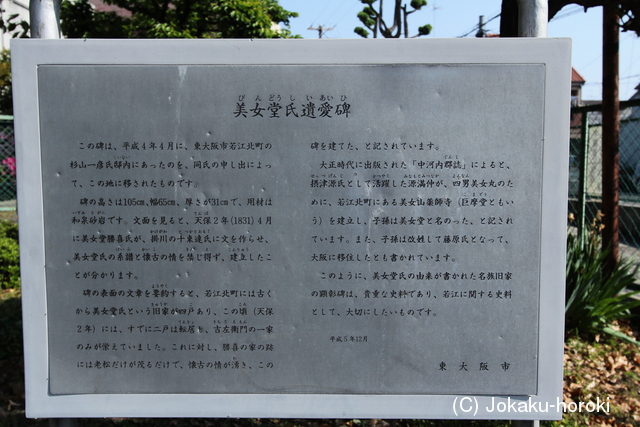 びんどうしいあいひ
美女堂氏遺愛碑
この碑は、平成4年4月に、東大阪市若江北町の
杉山一彦氏邸内にあったのを、同氏の申し出によっ
て、この地に移されたものです。
碑の高さは105cm、幅65cm、厚さが31cmで、用材は
和泉砂岩です。文面を見ると、天保2年(1831)4月
に美女堂勝喜氏が、掛川の十束達氏に文を作らせ、
美女堂氏の系譜と懐古の情を禁じ得ず、建立したこ
とが分かります。
碑の表面の文章を要約すると、若江北町には古く
から美女堂氏という旧家が四戸あり、この頃(天保
2年)には、すでに二戸は転居し、吉左衛門の一家
のみが栄えていました。これに対し、勝喜の家の跡
には老松だけが茂るだけで、懐古の情が湧き、この
碑を建てた、と記されています。
大正時代に出版された「中河内郡誌」によると、
摂津源氏として活躍した源満仲が、四男美女丸のた
めに、若江北町にある美女山薬師寺(巨摩堂ともい
う)を建立し、子孫は美女堂と名のった、と記され
ています。また、子孫は改姓して藤原氏となって、
大阪に移住したとも書かれています。
このように、美女堂氏の由来が書かれた名族旧家
の顕彰碑は、貴重な史料であり、若江に関する史料
として、大切にしたいものです。
平成5年12月
東大阪市
(C) Jokaku-horoki